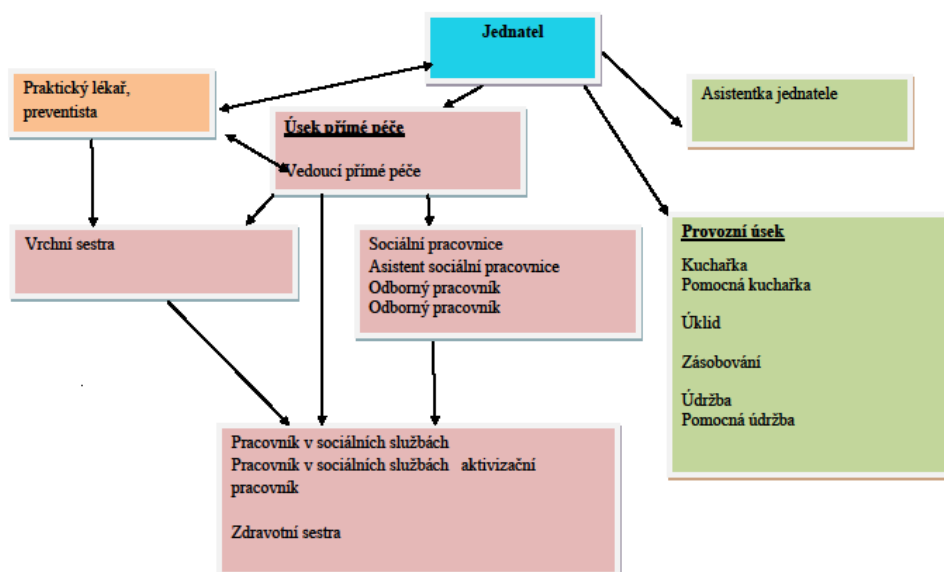 Jednatel
Praktický lékař,
preventista
Asistentka jednatele
Úsek přímé péče
Vedoucí přímé péče
Vrchní sestra
Sociální pracovnice
Asistent sociální pracovnice
Odborný pracovník
Odborný pracovník
Provozní úsek
Kuchařka
Pomocná kuchařka
Úklid
Zásobování
Údržba
Pomocná údržba
Pracovník v sociálních službách
Pracovník v sociálních službách aktivizační
pracovník
Zdravotní sestra